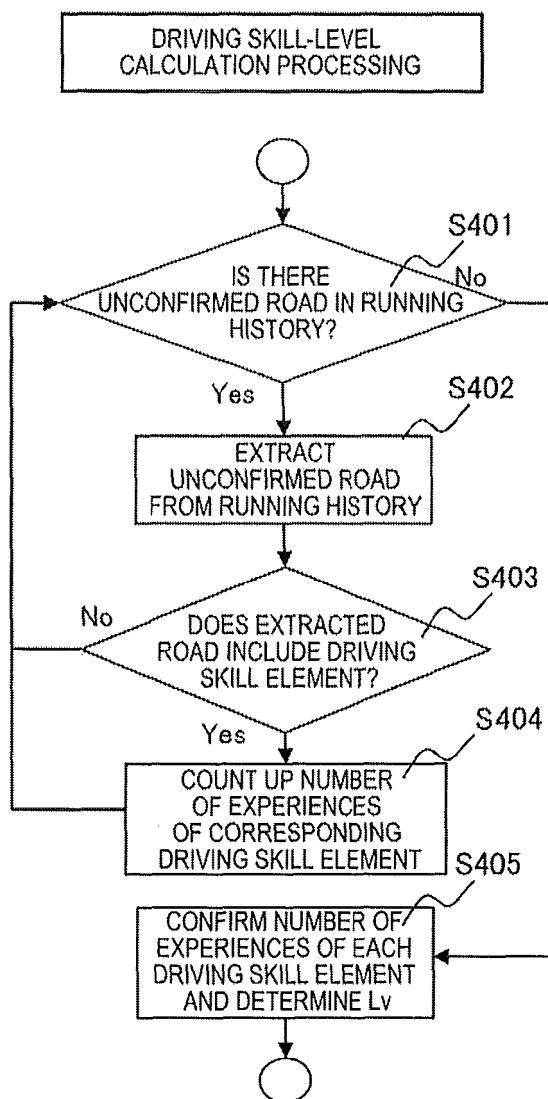 DRIVING SKILL-LEVEL
CALCULATION PROCESSING
S401
IS THERE
UNCONFIRMED ROAD IN RUNNING
HISTORY?
No
Yes
S402
EXTRACT
UNCONFIRMED ROAD
FROM RUNNING HISTORY
S403
No
DOES EXTRACTED
ROAD INCLUDE DRIVING
SKILL ELEMENT?
Yes
S404
COUNT UP NUMBER
OF EXPERIENCES
OF CORRESPONDING
DRIVING SKILL ELEMENT
S405
CONFIRM NUMBER OF
EXPERIENCES OF EACH
DRIVING SKILL ELEMENT
AND DETERMINE Lv